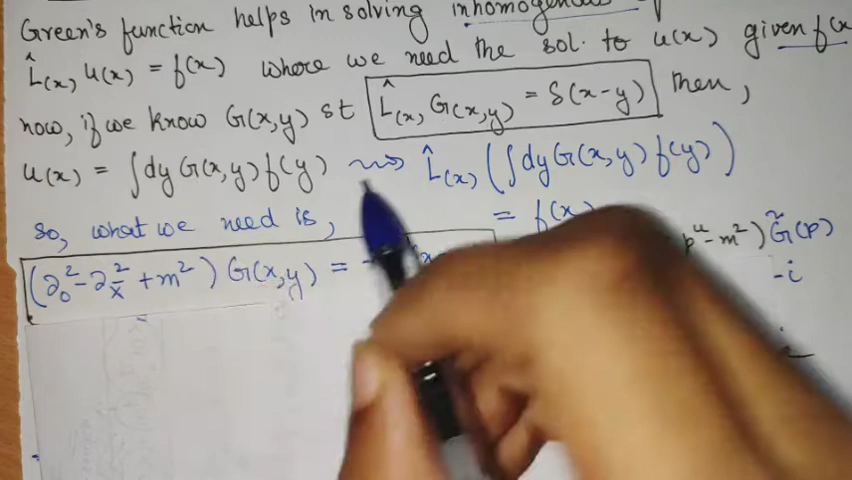 Green's function helps in solving inhomogeneous
L̂(x) u(x) = f(x) where we need the sol. to u(x) given f(x
now, if we know G(x,y) st L̂(x) G(x,y) = δ(x-y) then,
u(x) = ∫dy G(x,y) f(y) ⇝ L̂(x) (∫dy G(x,y) f(y))
= f(x)
so, what we need is,
(∂₀² - ∂ₓ² + m²) G(x,y) = -
p^μ - m²) G̃(p)
-i